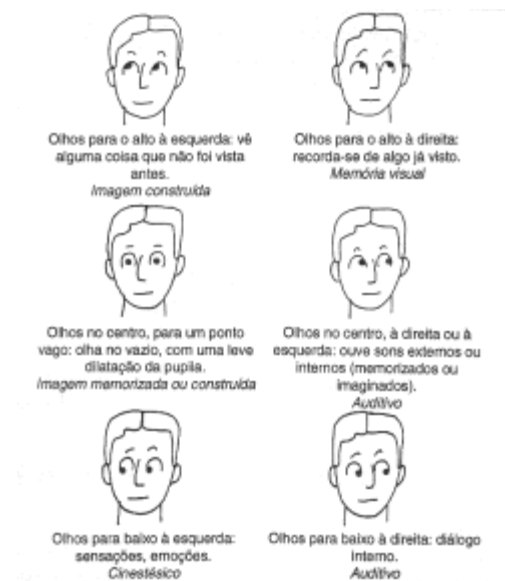 Olhos para o alto à esquerda: vê
alguma coisa que não foi vista
antes.
Imagem construída
Olhos para o alto à direita:
recorda-se de algo já visto.
Memória visual
Olhos no centro, para um ponto
vago: olha no vazio, com uma leve
dilatação da pupila.
Imagem memorizada ou construída
Olhos no centro, à direita ou à
esquerda: ouve sons externos ou
internos (memorizados ou
imaginados).
Auditivo
Olhos para baixo à esquerda:
sensações, emoções.
Cinestésico
Olhos para baixo à direita: diálogo
interno.
Auditivo